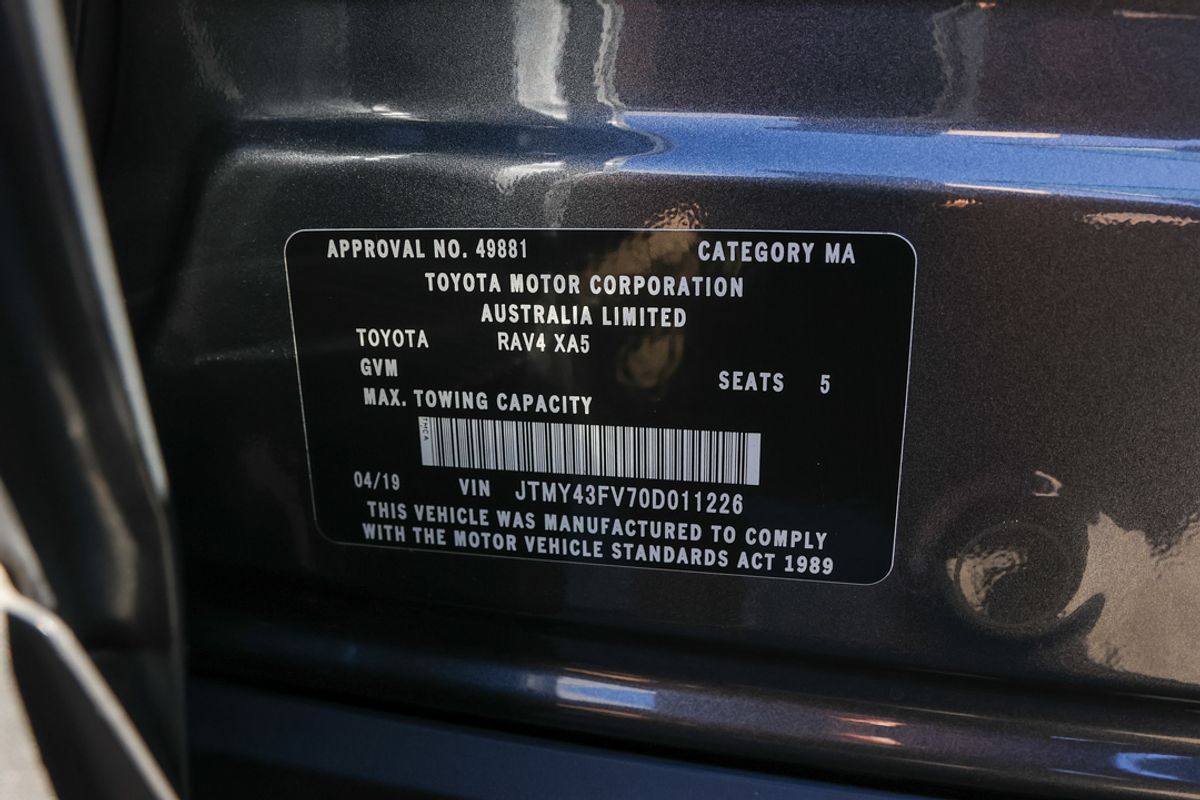 APPROVAL NO. 49881 CATEGORY MA
TOYOTA MOTOR CORPORATION
AUSTRALIA LIMITED
TOYOTA RAV4 XA5
GVM
SEATS 5
MAX. TOWING CAPACITY
TMCA
04/19 VIN JTMY43FV70D011226
THIS VEHICLE WAS MANUFACTURED TO COMPLY
WITH THE MOTOR VEHICLE STANDARDS ACT 1989